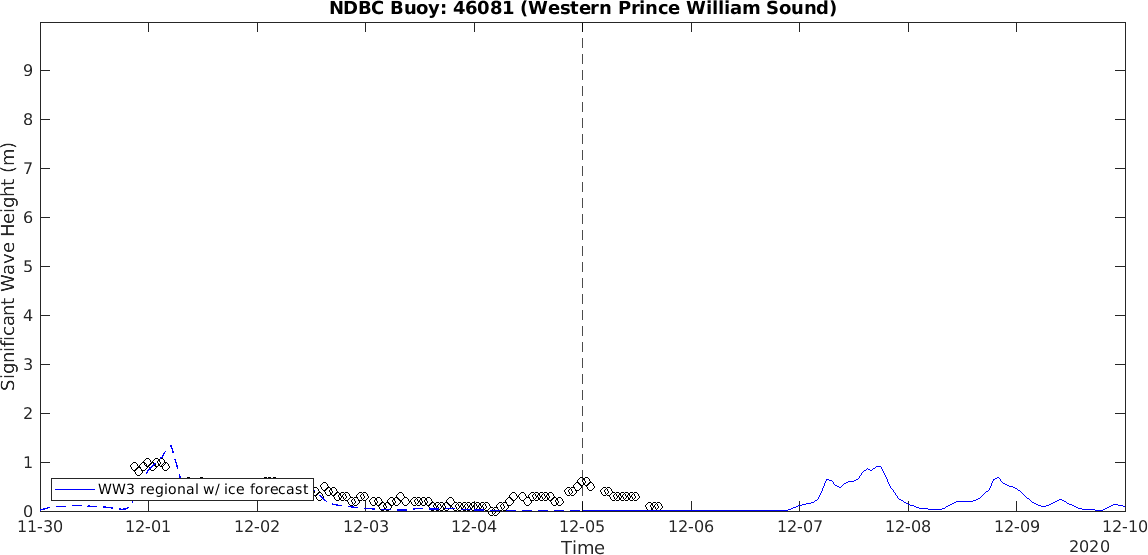 NDBC Buoy: 46081 (Western Prince William Sound)
Significant Wave Height (m)
9
8
7
6
5
4
3
2
1
0
WW3 regional w/ ice forecast
11-30 12-01 12-02 12-03 12-04 12-05 12-06 12-07 12-08 12-09 12-10
Time
2020